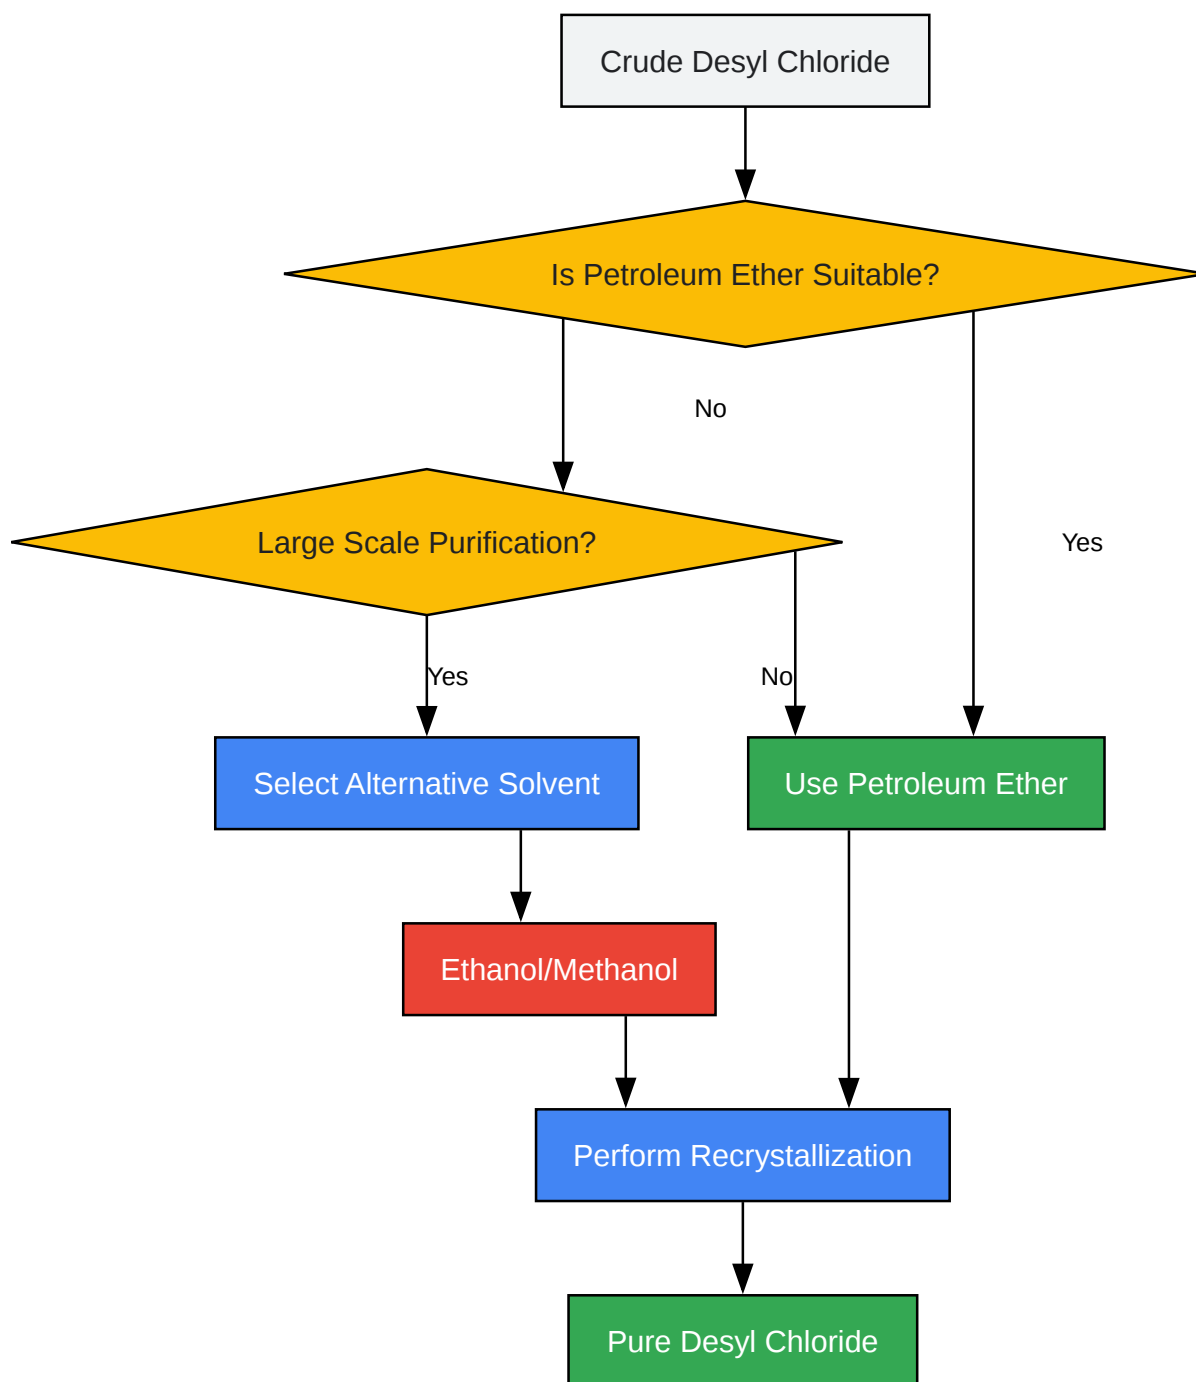 Crude Desyl Chloride
Is Petroleum Ether Suitable?
No
Large Scale Purification?
Yes
Yes
No
Select Alternative Solvent
Use Petroleum Ether
Ethanol/Methanol
Perform Recrystallization
Pure Desyl Chloride